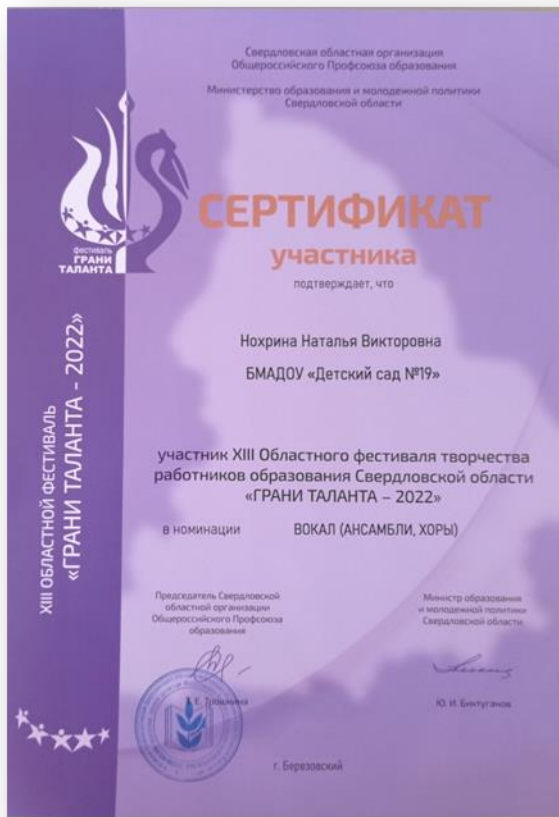 Свердловская областная организация
Общероссийского Профсоюза образования
Министерство образования и молодежной политики
Свердловской области
фестиваль
ГРАНИ
ТАЛАНТА
СЕРТИФИКАТ
участника
подтверждает, что
Нохрина Наталья Викторовна
БМАДОУ «Детский сад №19»
участник XIII Областного фестиваля творчества
работников образования Свердловской области
«ГРАНИ ТАЛАНТА – 2022»
в номинации ВОКАЛ (АНСАМБЛИ, ХОРЫ)
XIII ОБЛАСТНОЙ ФЕСТИВАЛЬ
«ГРАНИ ТАЛАНТА - 2022»
Председатель Свердловской
областной организации
Общероссийского Профсоюза
образования
Министр образования
и молодежной политики
Свердловской области
Ю. И. Биктуганов
г. Березовский